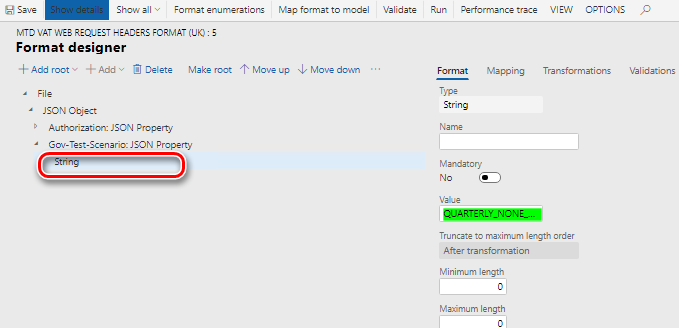 Save Show details Show all Format enumerations Map format to model Validate Run Performance trace VIEW OPTIONS
MTD VAT WEB REQUEST HEADERS FORMAT (UK) : 5
Format designer
+ Add root + Add Delete Make root ↑ Move up ↓ Move down ···
File
JSON Object
Authorization: JSON Property
Gov-Test-Scenario: JSON Property
String
Format Mapping Transformations Validations
Type
String
Name
Mandatory
No
Value
QUARTERLY_NONE_...
Truncate to maximum length order
After transformation
Minimum length
0
Maximum length
0